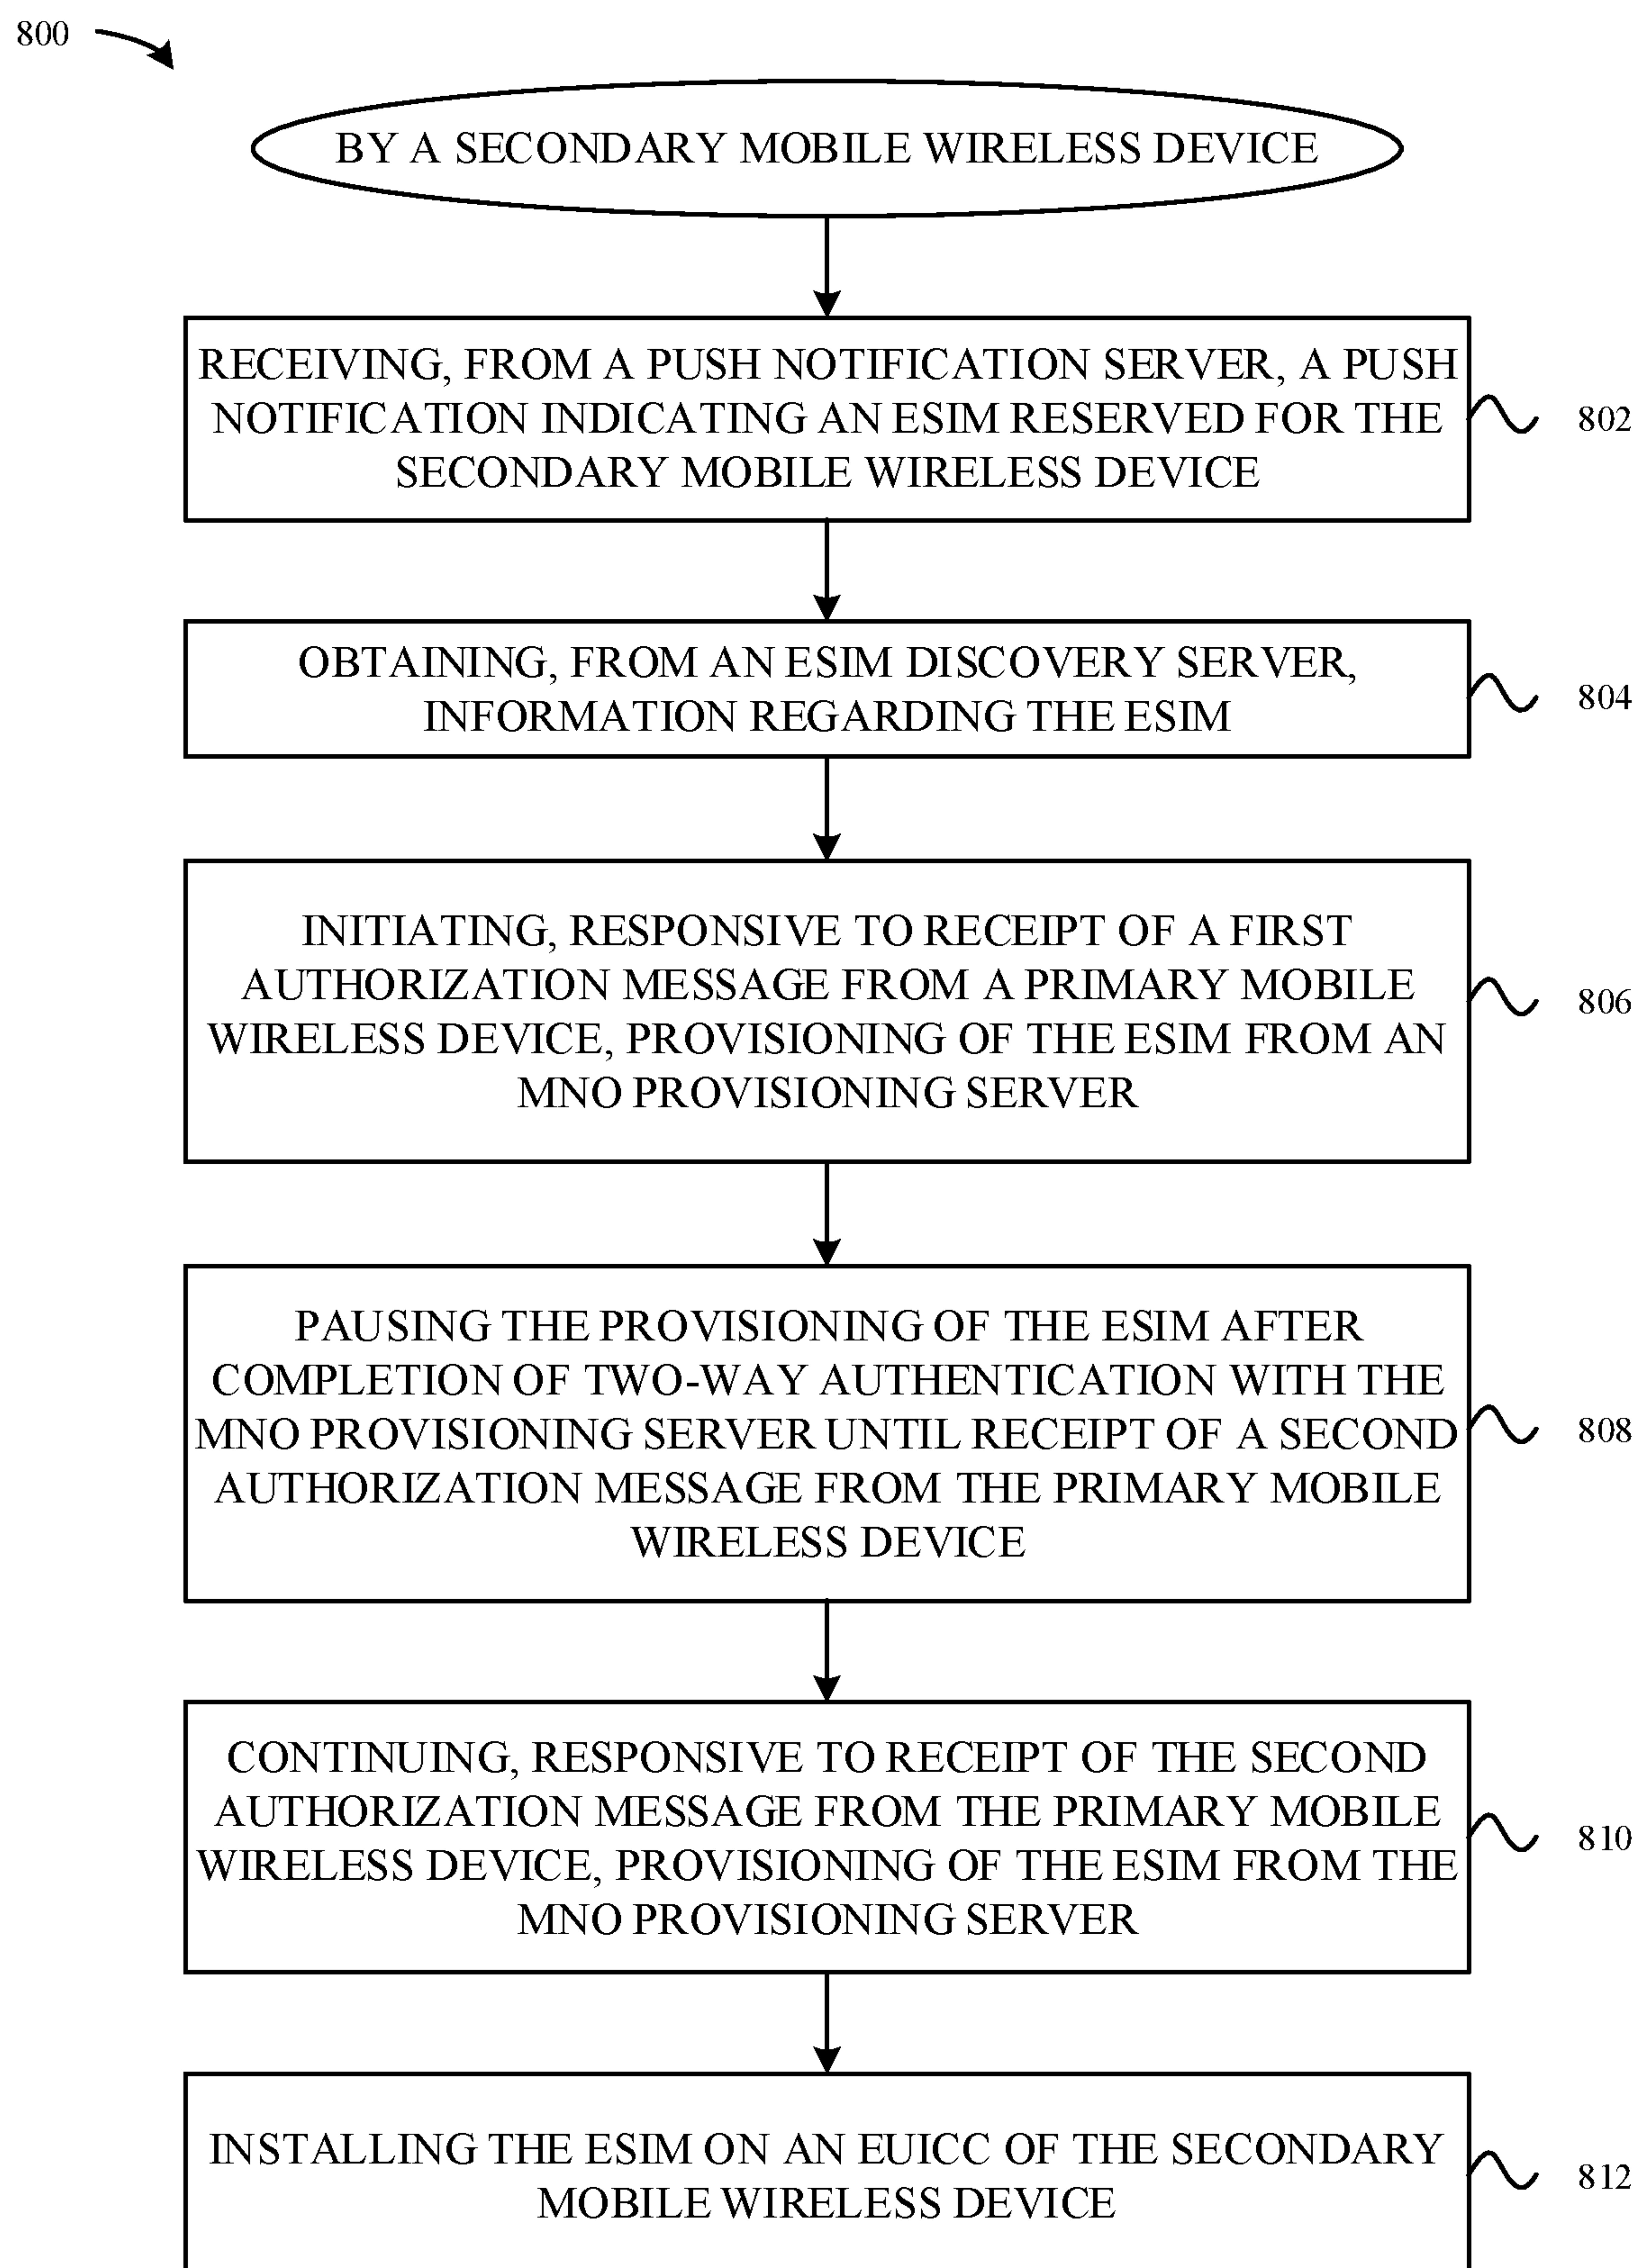 800
BY A SECONDARY MOBILE WIRELESS DEVICE
RECEIVING, FROM A PUSH NOTIFICATION SERVER, A PUSH
NOTIFICATION INDICATING AN ESIM RESERVED FOR THE
SECONDARY MOBILE WIRELESS DEVICE
802
OBTAINING, FROM AN ESIM DISCOVERY SERVER,
INFORMATION REGARDING THE ESIM
804
INITIATING, RESPONSIVE TO RECEIPT OF A FIRST
AUTHORIZATION MESSAGE FROM A PRIMARY MOBILE
WIRELESS DEVICE, PROVISIONING OF THE ESIM FROM AN
MNO PROVISIONING SERVER
806
PAUSING THE PROVISIONING OF THE ESIM AFTER
COMPLETION OF TWO-WAY AUTHENTICATION WITH THE
MNO PROVISIONING SERVER UNTIL RECEIPT OF A SECOND
AUTHORIZATION MESSAGE FROM THE PRIMARY MOBILE
WIRELESS DEVICE
808
CONTINUING, RESPONSIVE TO RECEIPT OF THE SECOND
AUTHORIZATION MESSAGE FROM THE PRIMARY MOBILE
WIRELESS DEVICE, PROVISIONING OF THE ESIM FROM THE
MNO PROVISIONING SERVER
810
INSTALLING THE ESIM ON AN EUICC OF THE SECONDARY
MOBILE WIRELESS DEVICE
812